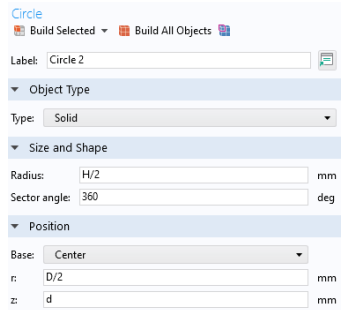 Circle
Build Selected Build All Objects
Label: Circle 2
Object Type
Type: Solid
Size and Shape
Radius: H/2 mm
Sector angle: 360 deg
Position
Base: Center
r: D/2 mm
z: d mm